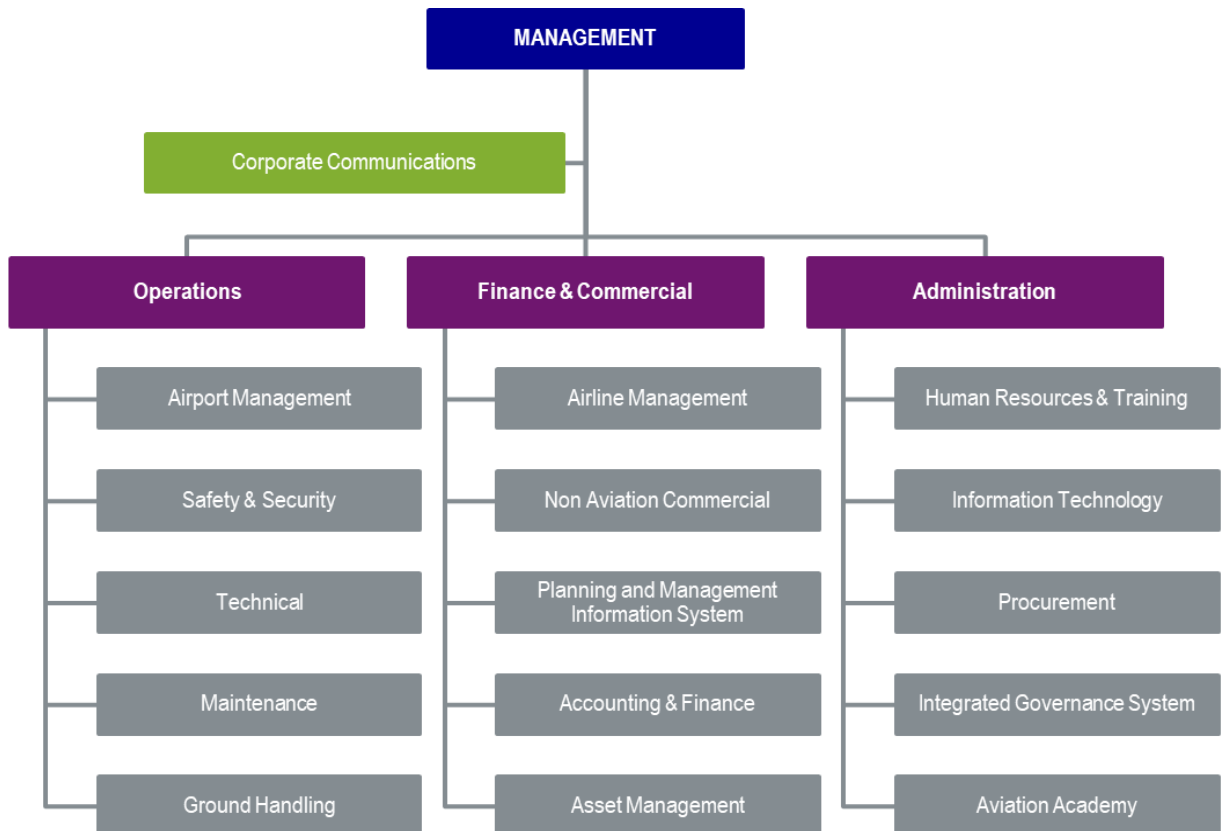 MANAGEMENT
Corporate Communications
Operations
Airport Management
Safety & Security
Technical
Maintenance
Ground Handling
Finance & Commercial
Airline Management
Non Aviation Commercial
Planning and Management
Information System
Accounting & Finance
Asset Management
Administration
Human Resources & Training
Information Technology
Procurement
Integrated Governance System
Aviation Academy